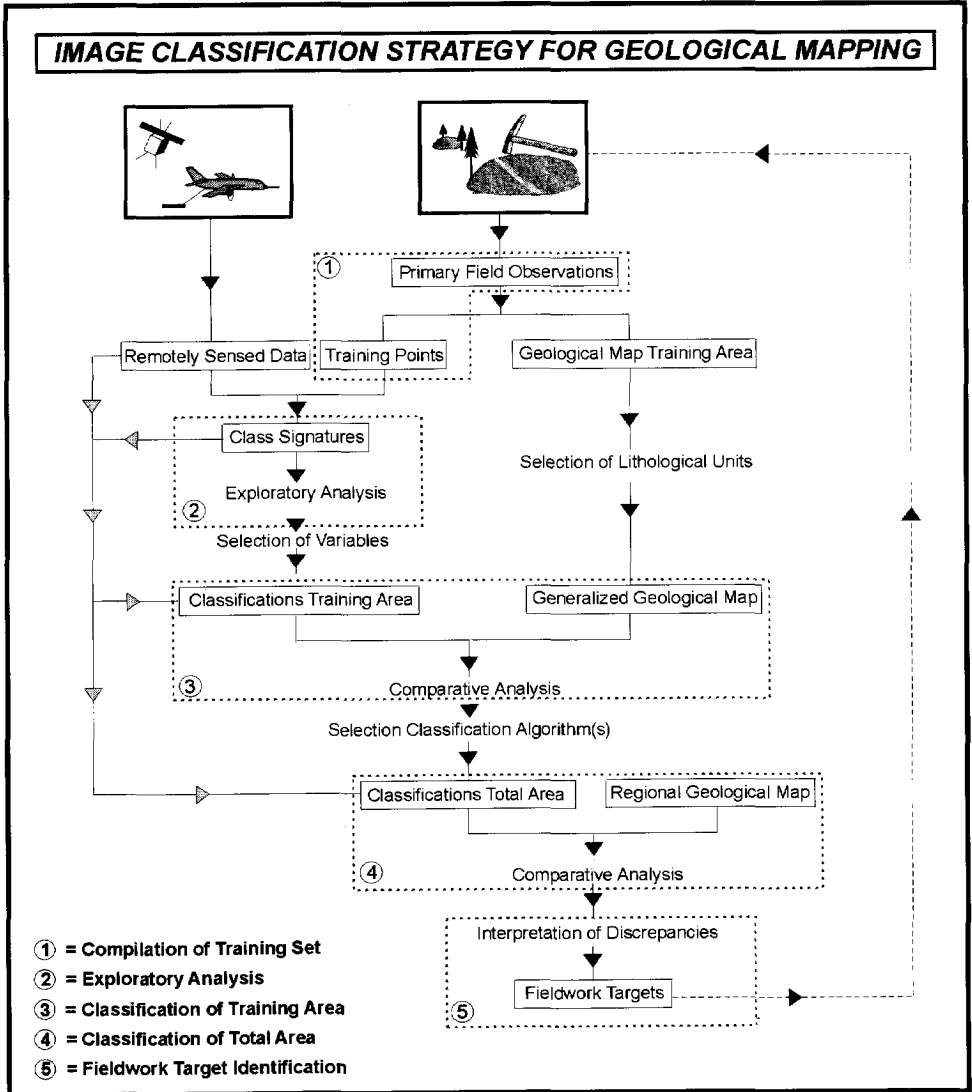 IMAGE CLASSIFICATION STRATEGY FOR GEOLOGICAL MAPPING
1
Primary Field Observations
Remotely Sensed Data
Training Points
Geological Map Training Area
Class Signatures
Selection of Lithological Units
Exploratory Analysis
2
Selection of Variables
Classifications Training Area
Generalized Geological Map
3
Comparative Analysis
Selection Classification Algorithm(s)
Classifications Total Area
Regional Geological Map
4
Comparative Analysis
Interpretation of Discrepancies
Fieldwork Targets
5
1 = Compilation of Training Set
2 = Exploratory Analysis
3 = Classification of Training Area
4 = Classification of Total Area
5 = Fieldwork Target Identification